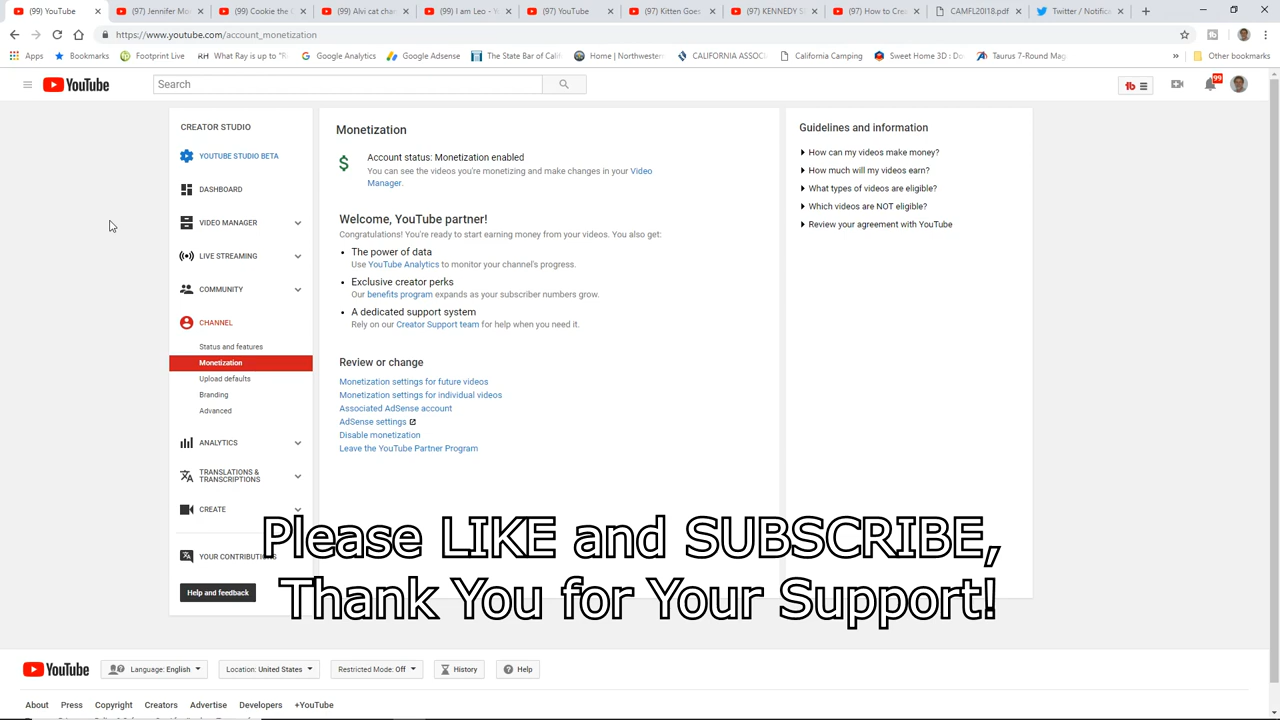 (99) YouTube
(97) Jennifer Mo
(99) Cookie the C
(99) Alvi cat cha
(99) I am Leo - Y
(97) YouTube
(97) Kitten Goes
(97) KENNEDY S
(97) How to Crea
CAMFL20I18.pdf
Twitter / Notifica
https://www.youtube.com/account_monetization
Apps
Bookmarks
Footprint Live
What Ray is up to~ R
Google Analytics
Google Adsense
The State Bar of Calif
Home | Northwester
CALIFORNIA ASSOC
California Camping
Sweet Home 3D : Do
Taurus 7-Round Mag
Other bookmarks
YouTube
Search
99
CREATOR STUDIO
YOUTUBE STUDIO BETA
DASHBOARD
VIDEO MANAGER
LIVE STREAMING
COMMUNITY
CHANNEL
Status and features
Monetization
Upload defaults
Branding
Advanced
ANALYTICS
TRANSLATIONS &
TRANSCRIPTIONS
CREATE
YOUR CONTRIBUTIO
Help and feedback
Monetization
Account status: Monetization enabled
You can see the videos you're monetizing and make changes in your Video
Manager.
Welcome, YouTube partner!
Congratulations! You're ready to start earning money from your videos. You also get:
• The power of data
Use YouTube Analytics to monitor your channel's progress.
• Exclusive creator perks
Our benefits program expands as your subscriber numbers grow.
• A dedicated support system
Rely on our Creator Support team for help when you need it.
Review or change
Monetization settings for future videos
Monetization settings for individual videos
Associated AdSense account
AdSense settings
Disable monetization
Leave the YouTube Partner Program
Guidelines and information
How can my videos make money?
How much will my videos earn?
What types of videos are eligible?
Which videos are NOT eligible?
Review your agreement with YouTube
Please LIKE and SUBSCRIBE,
Thank You for Your Support!
YouTube
Language: English
Location: United States
Restricted Mode: Off
History
Help
About
Press
Copyright
Creators
Advertise
Developers
+YouTube